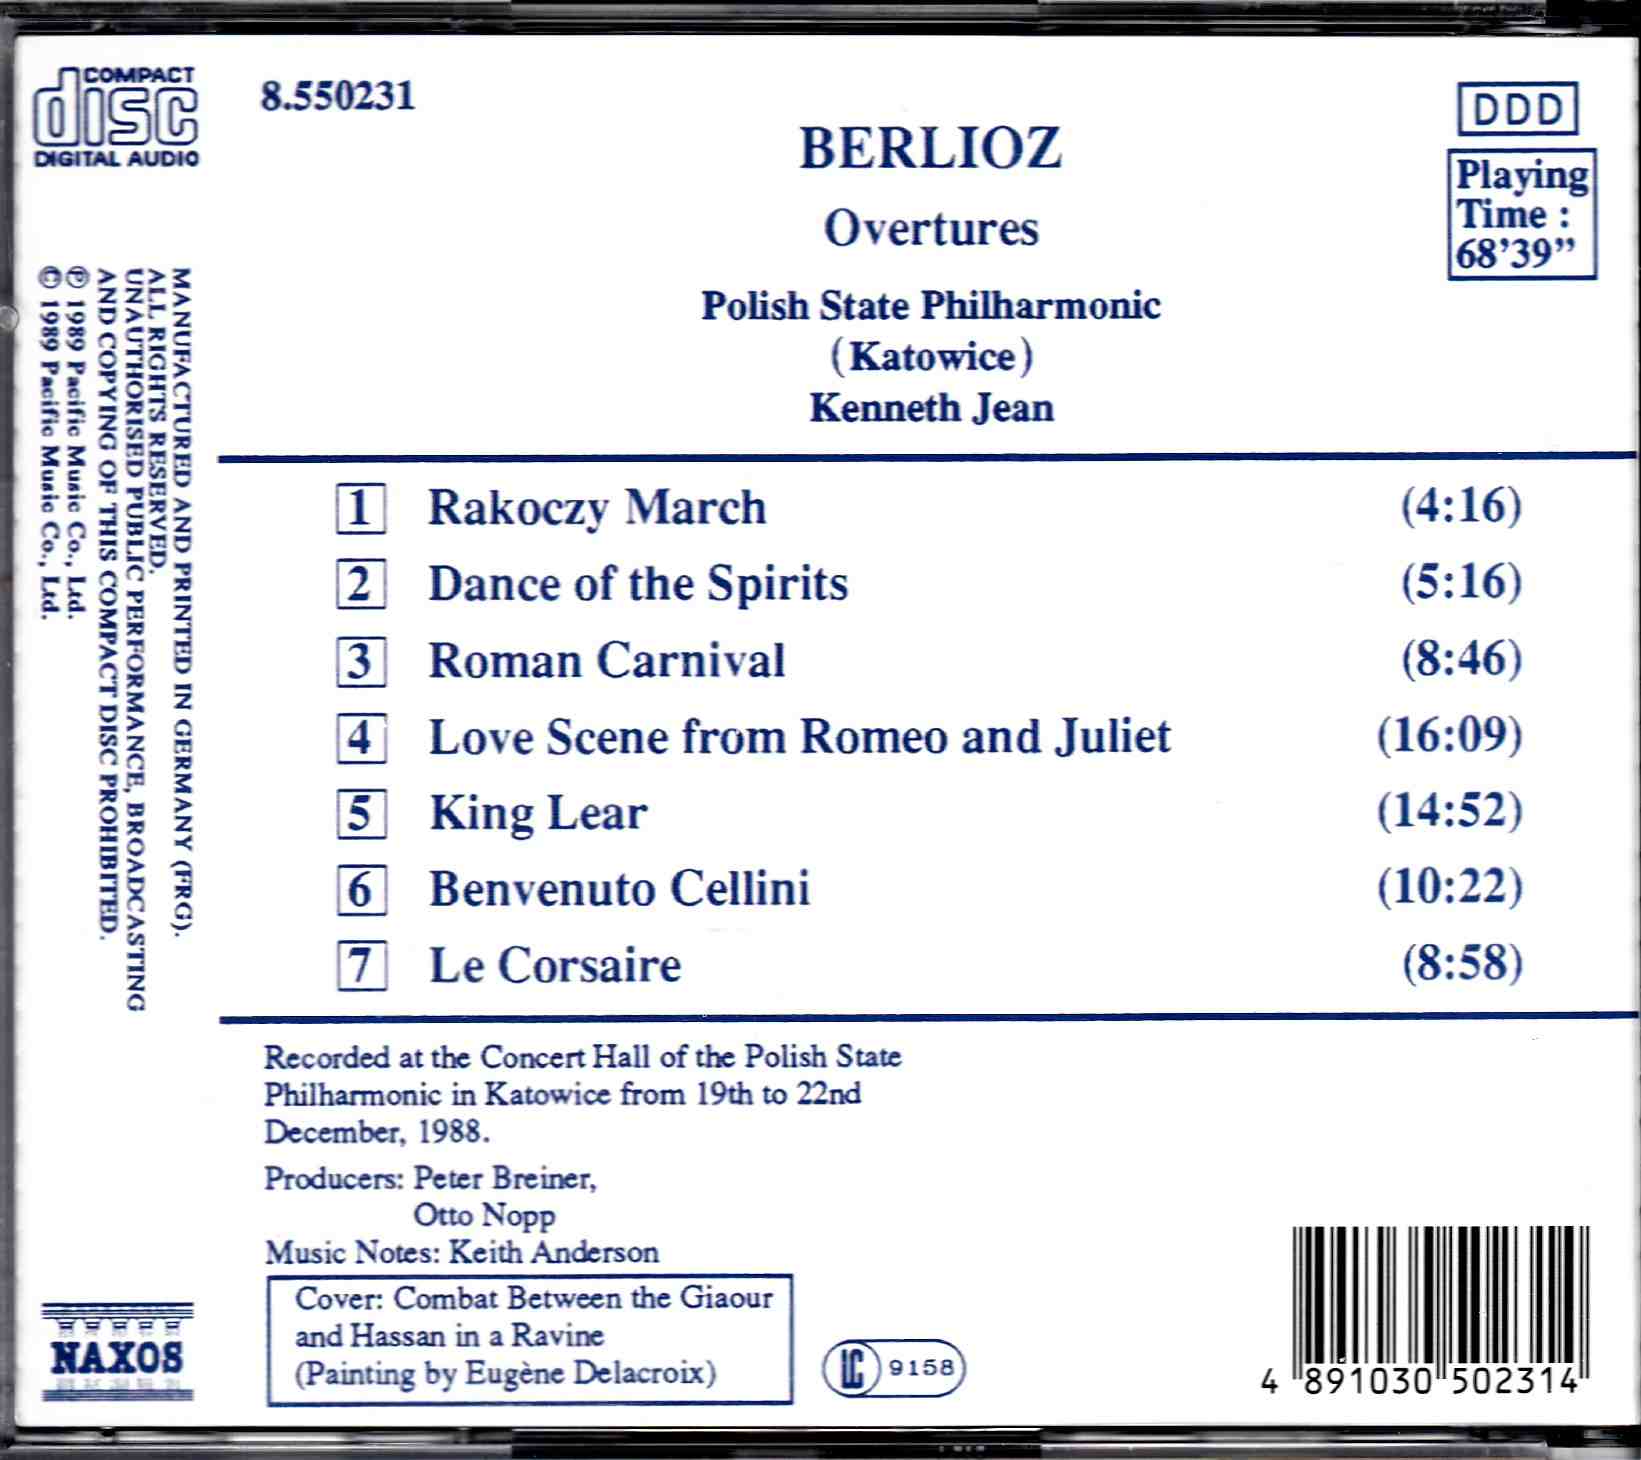 COMPACT
disc
DIGITAL AUDIO
8.550231
DDD
BERLIOZ
Overtures
Playing
Time :
68’39”
Polish State Philharmonic
(Katowice)
Kenneth Jean
MANUFACTURED AND PRINTED IN GERMANY (FRG).
ALL RIGHTS RESERVED.
UNAUTHORISED PUBLIC PERFORMANCE, BROADCASTING
AND COPYING OF THIS COMPACT DISC PROHIBITED.
℗ 1989 Pacific Music Co., Ltd.
© 1989 Pacific Music Co., Ltd.
1 Rakoczy March (4:16)
2 Dance of the Spirits (5:16)
3 Roman Carnival (8:46)
4 Love Scene from Romeo and Juliet (16:09)
5 King Lear (14:52)
6 Benvenuto Cellini (10:22)
7 Le Corsaire (8:58)
Recorded at the Concert Hall of the Polish State
Philharmonic in Katowice from 19th to 22nd
December, 1988.
Producers: Peter Breiner,
Otto Nopp
Music Notes: Keith Anderson
Cover: Combat Between the Giaour
and Hassan in a Ravine
(Painting by Eugène Delacroix)
NAXOS
LC 9158
4 891030 502314